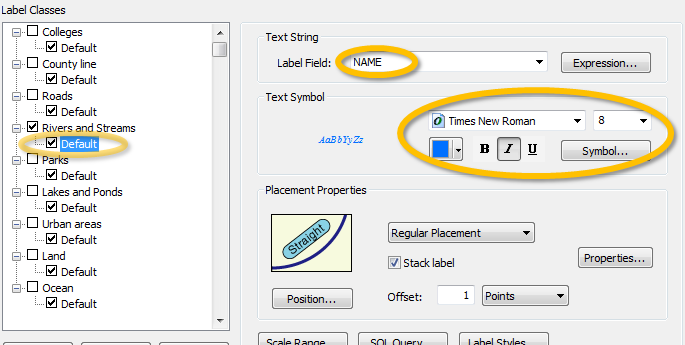 Label Classes
Colleges
Default
County line
Default
Roads
Default
Rivers and Streams
Default
Parks
Default
Lakes and Ponds
Default
Urban areas
Default
Land
Default
Ocean
Default
Text String
Label Field: NAME Expression...
Text Symbol
AaBbYyZz
Times New Roman 8
B I U Symbol...
Placement Properties
Straight
Regular Placement
Stack label
Properties...
Position...
Offset: 1 Points
Scale Range... SQL Query... Label Styles...